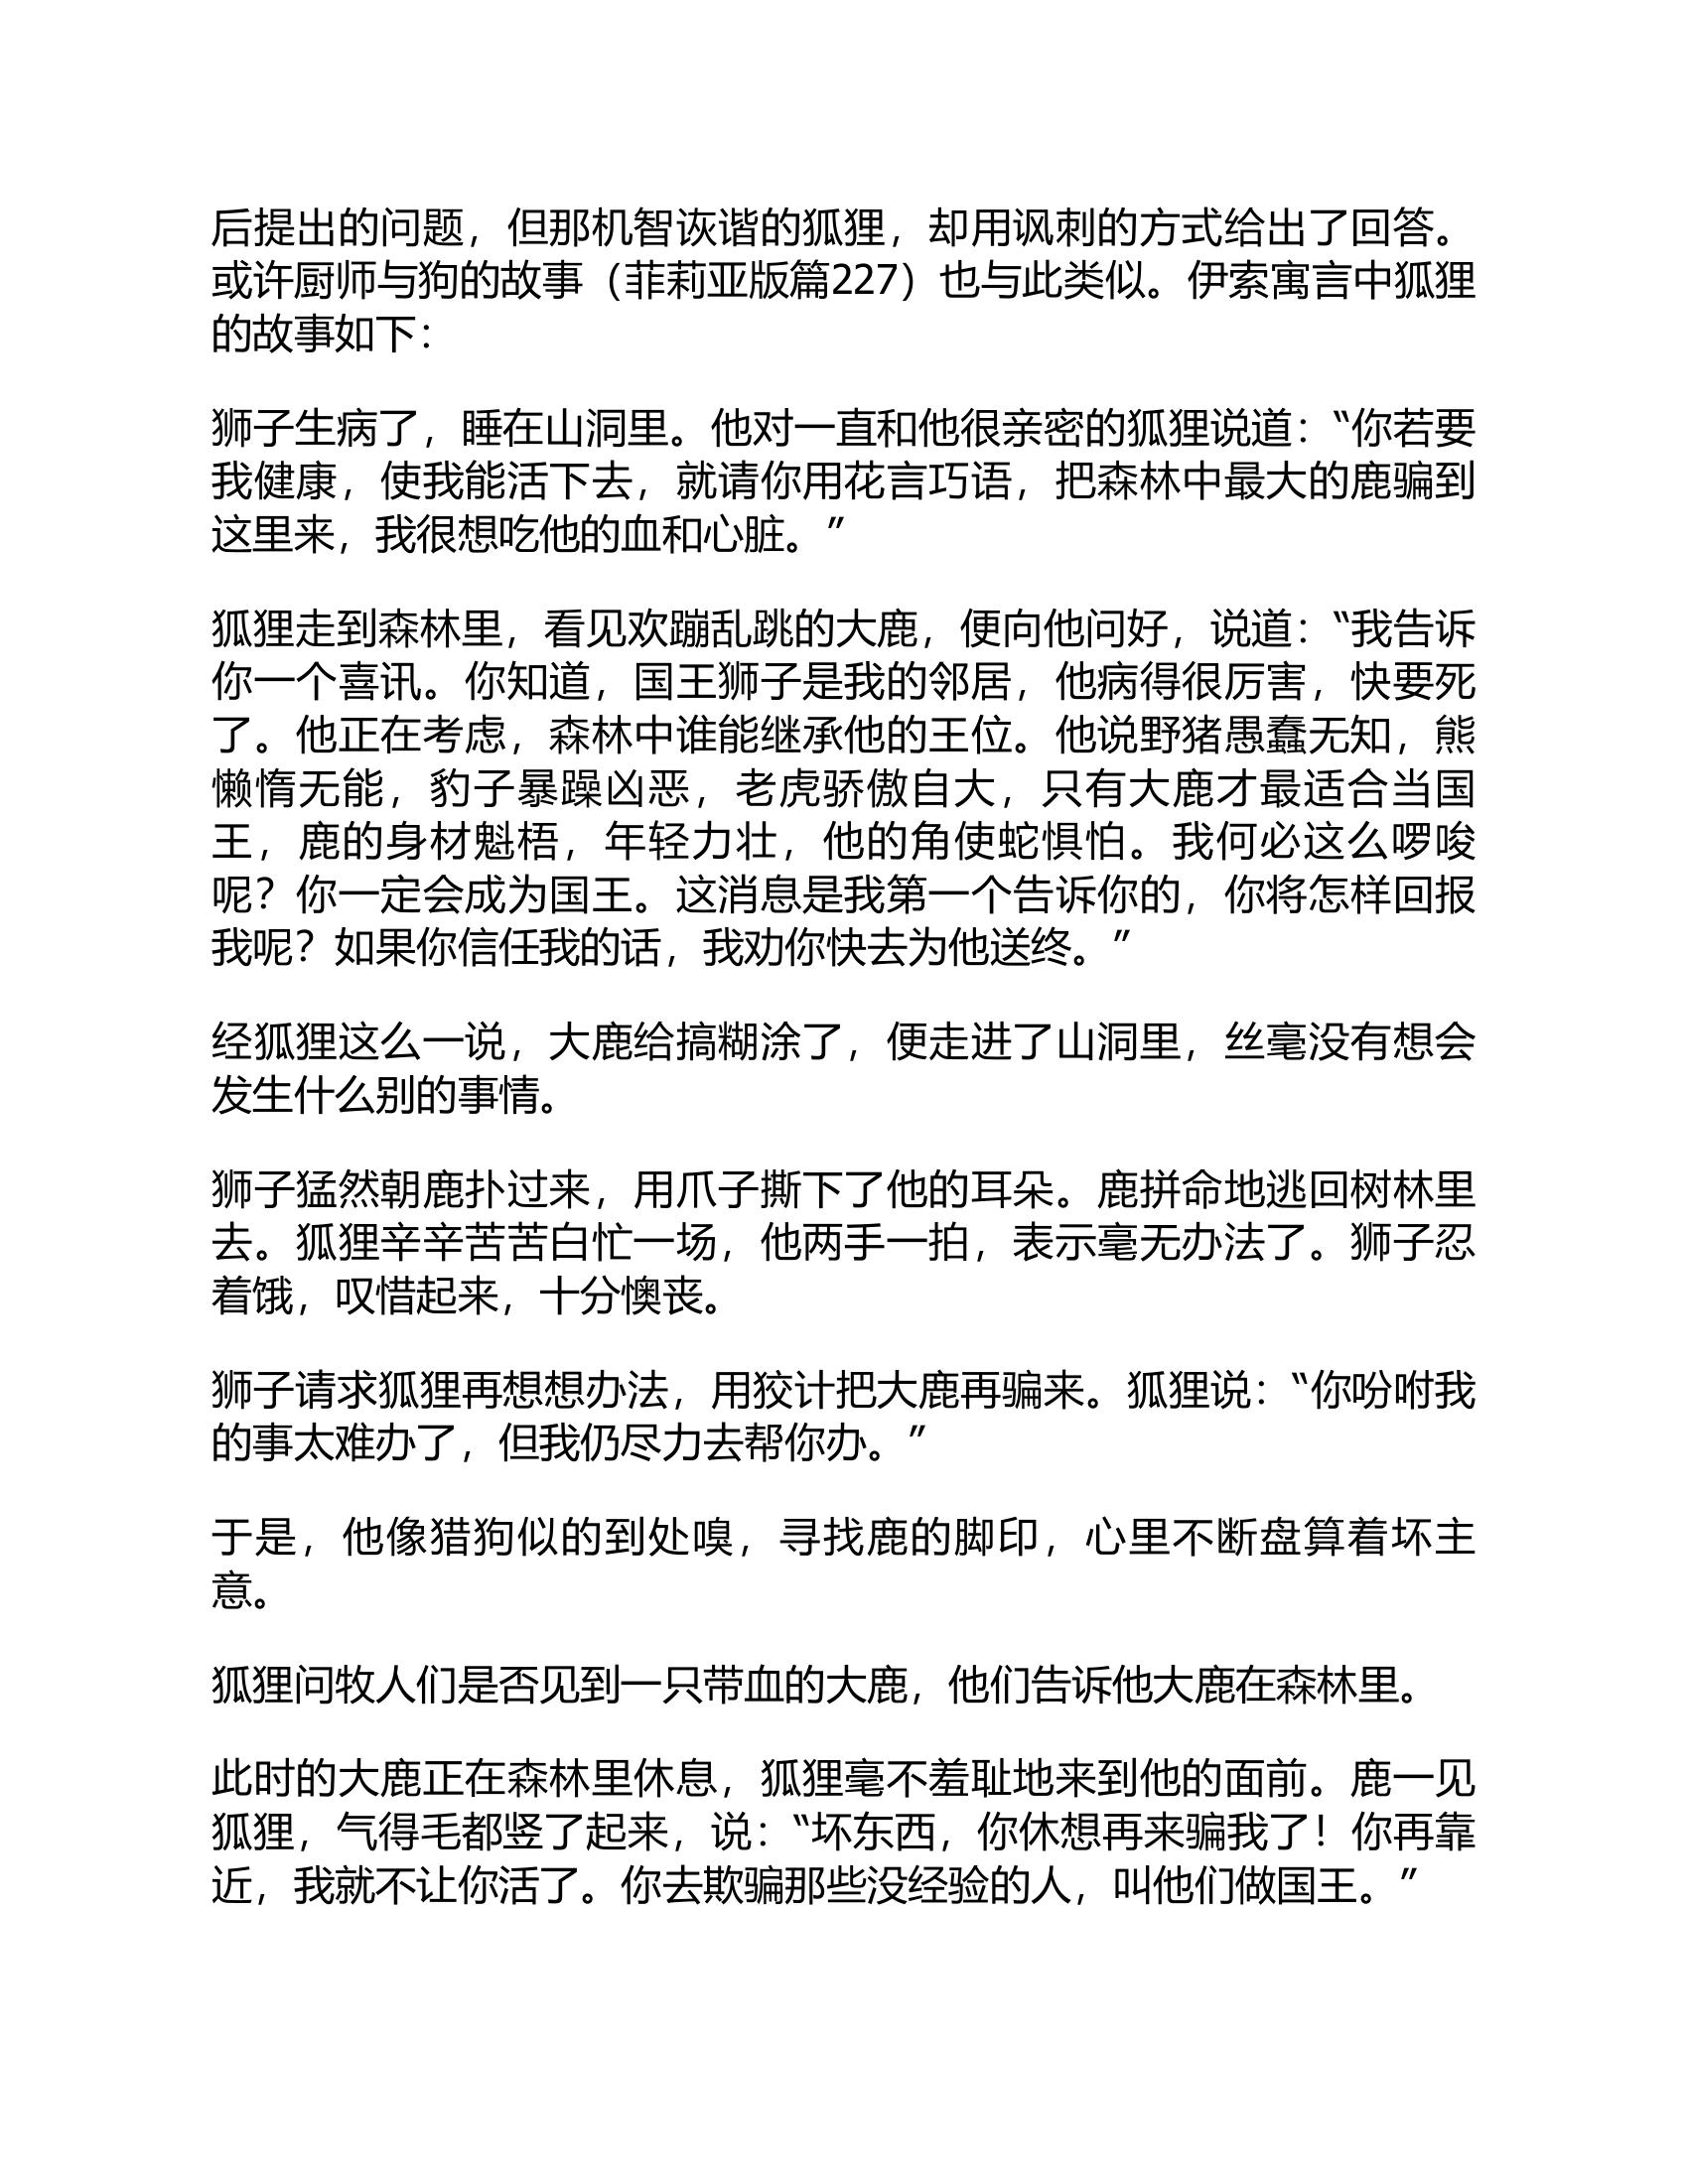 后提出的问题，但那机智诙谐的狐狸，却用讽刺的方式给出了回答。
或许厨师与狗的故事（菲莉亚版篇227）也与此类似。伊索寓言中狐狸
的故事如下：
狮子生病了，睡在山洞里。他对一直和他很亲密的狐狸说道：“你若要
我健康，使我能活下去，就请你用花言巧语，把森林中最大的鹿骗到
这里来，我很想吃他的血和心脏。”
狐狸走到森林里，看见欢蹦乱跳的大鹿，便向他问好，说道：“我告诉
你一个喜讯。你知道，国王狮子是我的邻居，他病得很厉害，快要死
了。他正在考虑，森林中谁能继承他的王位。他说野猪愚蠢无知，熊
懒惰无能，豹子暴躁凶恶，老虎骄傲自大，只有大鹿才最适合当国
王，鹿的身材魁梧，年轻力壮，他的角使蛇惧怕。我何必这么啰唆
呢？你一定会成为国王。这消息是我第一个告诉你的，你将怎样回报
我呢？如果你信任我的话，我劝你快去为他送终。”
经狐狸这么一说，大鹿给搞糊涂了，便走进了山洞里，丝毫没有想会
发生什么别的事情。
狮子猛然朝鹿扑过来，用爪子撕下了他的耳朵。鹿拼命地逃回树林里
去。狐狸辛辛苦苦白忙一场，他两手一拍，表示毫无办法了。狮子忍
着饿，叹惜起来，十分懊丧。
狮子请求狐狸再想想办法，用狡计把大鹿再骗来。狐狸说：“你吩咐我
的事太难办了，但我仍尽力去帮你办。”
于是，他像猎狗似的到处嗅，寻找鹿的脚印，心里不断盘算着坏主
意。
狐狸问牧人们是否见到一只带血的大鹿，他们告诉他大鹿在森林里。
此时的大鹿正在森林里休息，狐狸毫不羞耻地来到他的面前。鹿一见
狐狸，气得毛都竖了起来，说：“坏东西，你休想再来骗我了！你再靠
近，我就不让你活了。你去欺骗那些没经验的人，叫他们做国王。”